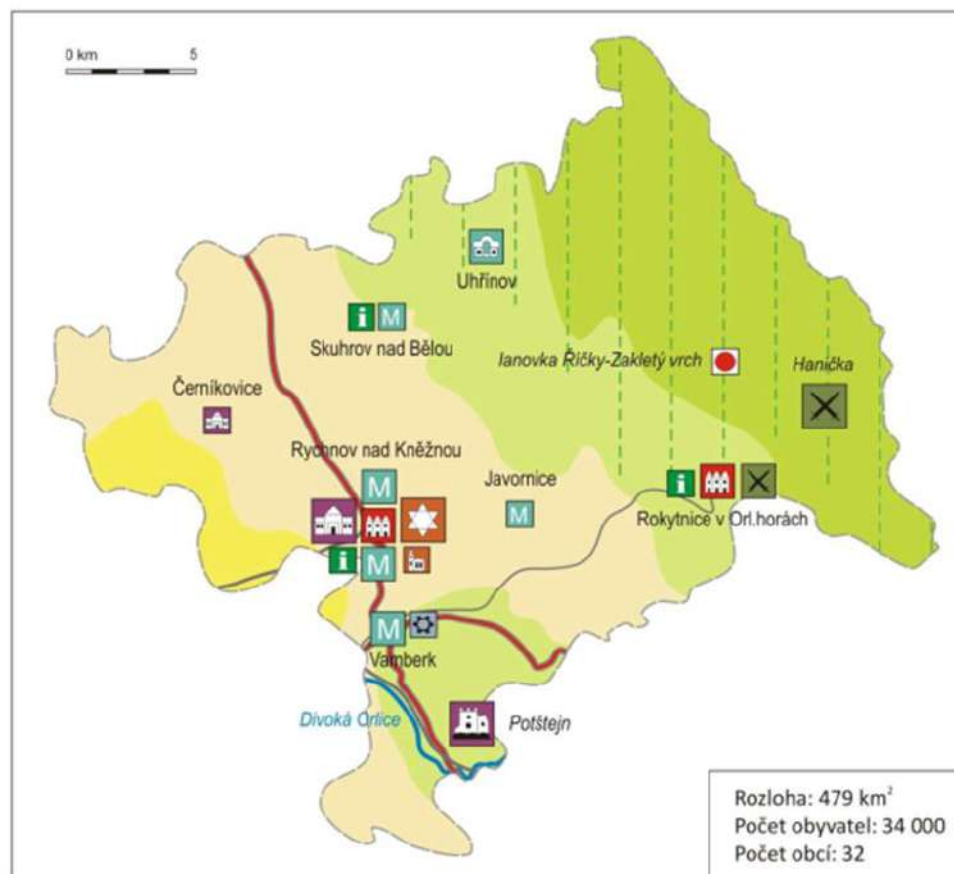 0 km 5
Uhřínov
i M
Skuhrov nad Bělou
lanovka Říčky-Zakletý vrch
Hanička
Černíkovice
Rychnov nad Kněžnou
M
Javornice
M
i
Rokytnice v Orl.horách
i M
M
Vamberk
Divoká Orlice
Potštejn
Rozloha: 479 km²
Počet obyvatel: 34 000
Počet obcí: 32